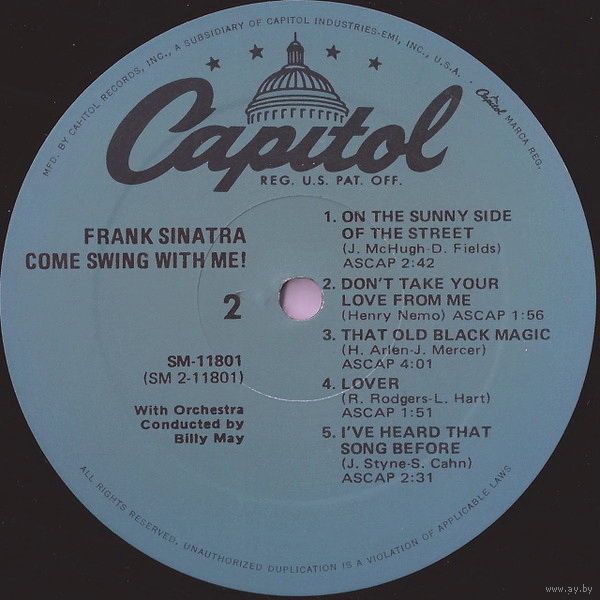 MFD. BY CAPITOL RECORDS, INC., A SUBSIDIARY OF CAPITOL INDUSTRIES-EMI, INC., U.S.A. · Capitol MARCA REG.
Capitol
REG. U.S. PAT. OFF.
FRANK SINATRA
COME SWING WITH ME!
2
SM-11801
(SM 2-11801)
With Orchestra
Conducted by
Billy May
1. ON THE SUNNY SIDE
OF THE STREET
(J. McHugh-D. Fields)
ASCAP 2:42
2. DON'T TAKE YOUR
LOVE FROM ME
(Henry Nemo) ASCAP 1:56
3. THAT OLD BLACK MAGIC
(H. Arlen-J. Mercer)
ASCAP 4:01
4. LOVER
(R. Rodgers-L. Hart)
ASCAP 1:51
5. I'VE HEARD THAT
SONG BEFORE
(J. Styne-S. Cahn)
ASCAP 2:31
ALL RIGHTS RESERVED, UNAUTHORIZED DUPLICATION IS A VIOLATION OF APPLICABLE LAWS
www.ay.by